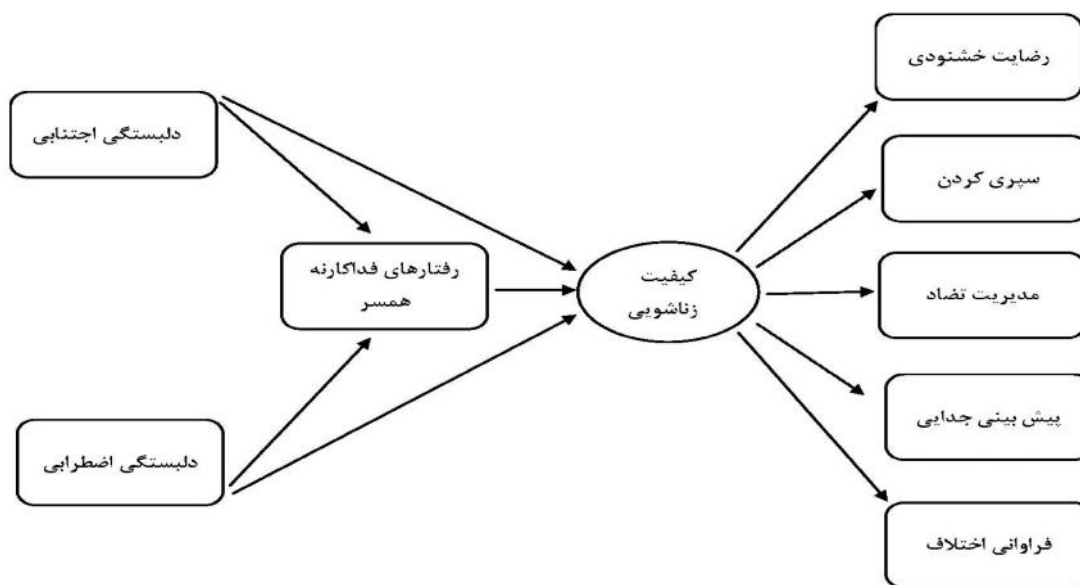 رضایت خشنودی
دلبستگی اجتنابی
سپری کردن
رفتارهای فداکارنه
همسر
کیفیت
زناشویی
مدیریت تضاد
پیش بینی جدایی
دلبستگی اضطرابی
فراوانی اختلاف